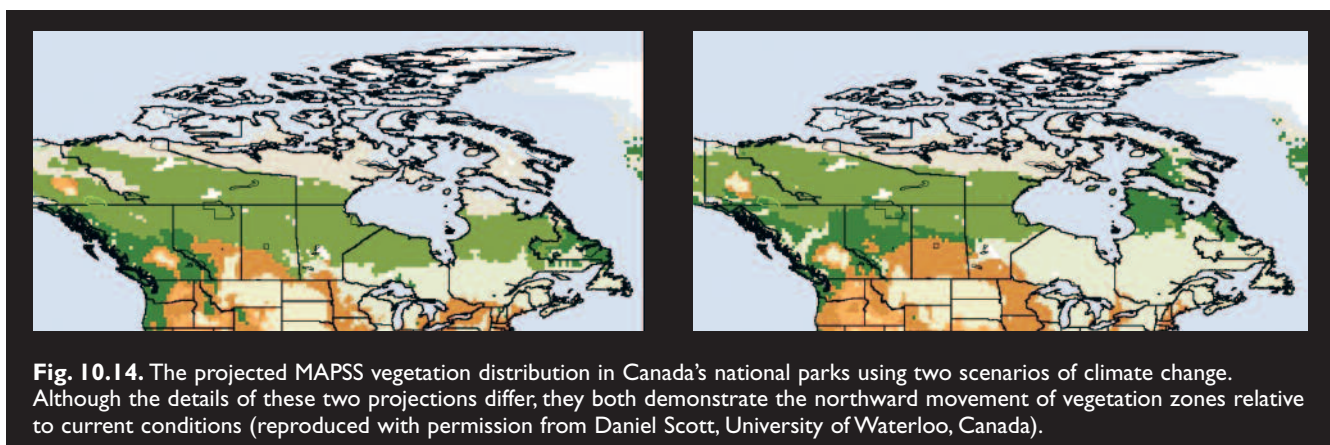 Fig. 10.14. The projected MAPSS vegetation distribution in Canada’s national parks using two scenarios of climate change.
Although the details of these two projections differ, they both demonstrate the northward movement of vegetation zones relative
to current conditions (reproduced with permission from Daniel Scott, University of Waterloo, Canada).